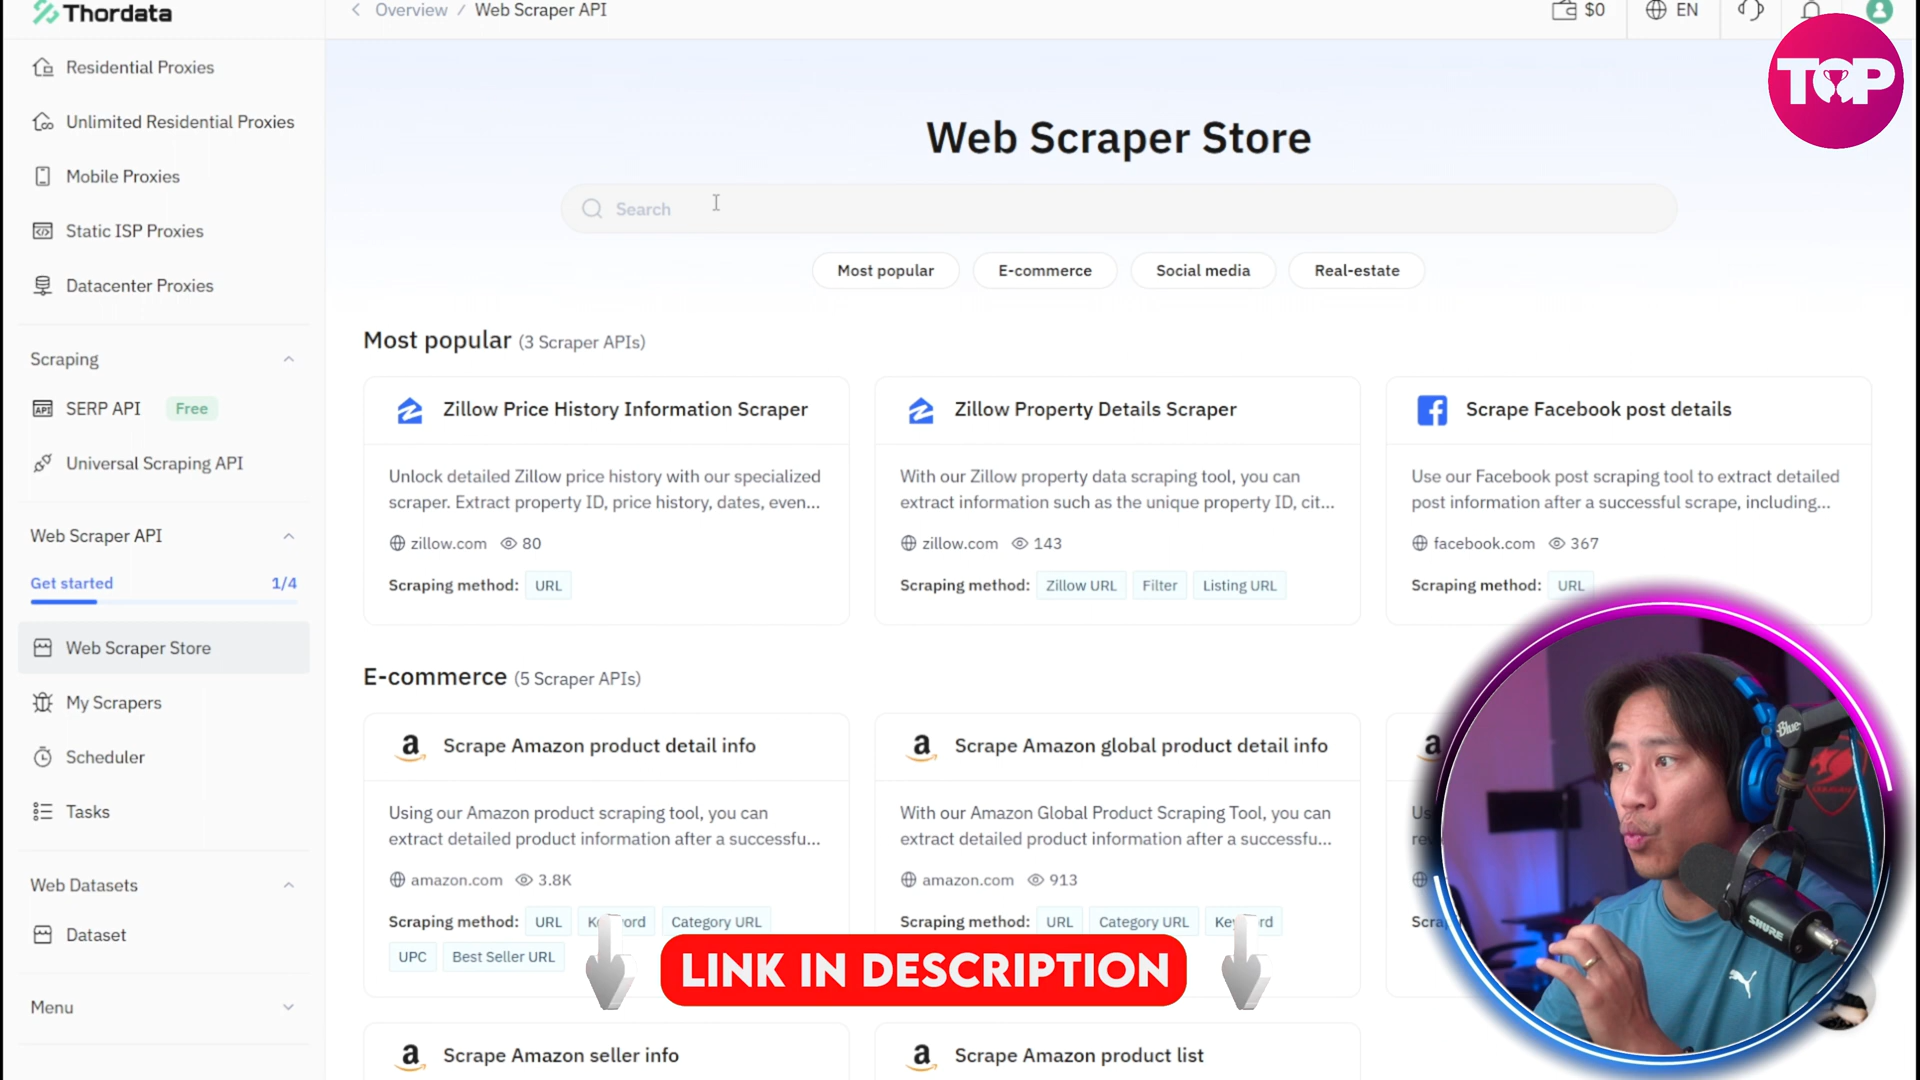 Thordata
Overview / Web Scraper API
$0
EN
TOP
Residential Proxies
Unlimited Residential Proxies
Mobile Proxies
Static ISP Proxies
Datacenter Proxies
Scraping
SERP API Free
Universal Scraping API
Web Scraper API
Get started 1/4
Web Scraper Store
My Scrapers
Scheduler
Tasks
Web Datasets
Dataset
Menu
Web Scraper Store
Search
Most popular E-commerce Social media Real-estate
Most popular (3 Scraper APIs)
Zillow Price History Information Scraper
Unlock detailed Zillow price history with our specialized
scraper. Extract property ID, price history, dates, even...
zillow.com 80
Scraping method: URL
Zillow Property Details Scraper
With our Zillow property data scraping tool, you can
extract information such as the unique property ID, cit...
zillow.com 143
Scraping method: Zillow URL Filter Listing URL
Scrape Facebook post details
Use our Facebook post scraping tool to extract detailed
post information after a successful scrape, including...
facebook.com 367
Scraping method: URL
E-commerce (5 Scraper APIs)
Scrape Amazon product detail info
Using our Amazon product scraping tool, you can
extract detailed product information after a successfu...
amazon.com 3.8K
Scraping method: URL Keyword Category URL
UPC Best Seller URL
Scrape Amazon global product detail info
With our Amazon Global Product Scraping Tool, you can
extract detailed product information after a successfu...
amazon.com 913
Scraping method: URL Category URL Keyword
LINK IN DESCRIPTION
Scrape Amazon seller info
Scrape Amazon product list
Blue
SHURE